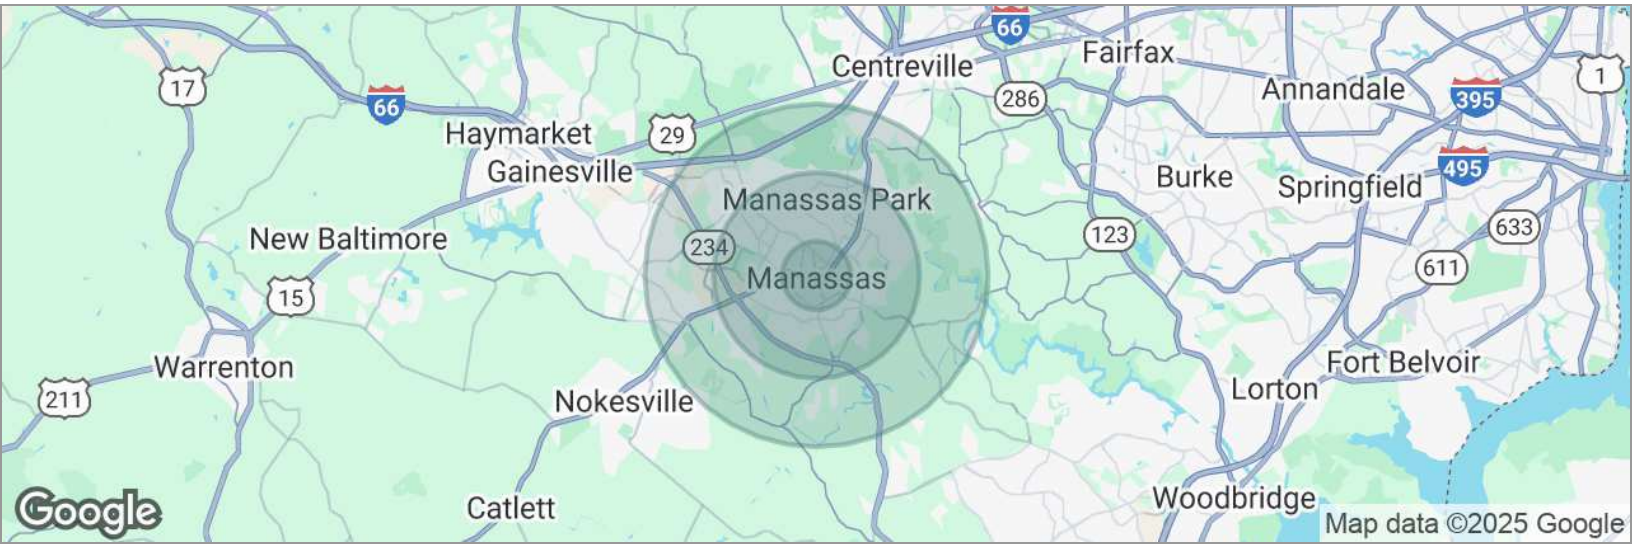 66
Fairfax
Centreville
17
1
Annandale
286
395
66
Haymarket
29
Gainesville
495
Burke
Springfield
Manassas Park
633
123
New Baltimore
234
611
Manassas
15
Warrenton
Fort Belvoir
Lorton
211
Nokesville
Woodbridge
Catlett
Google
Map data ©2025 Google